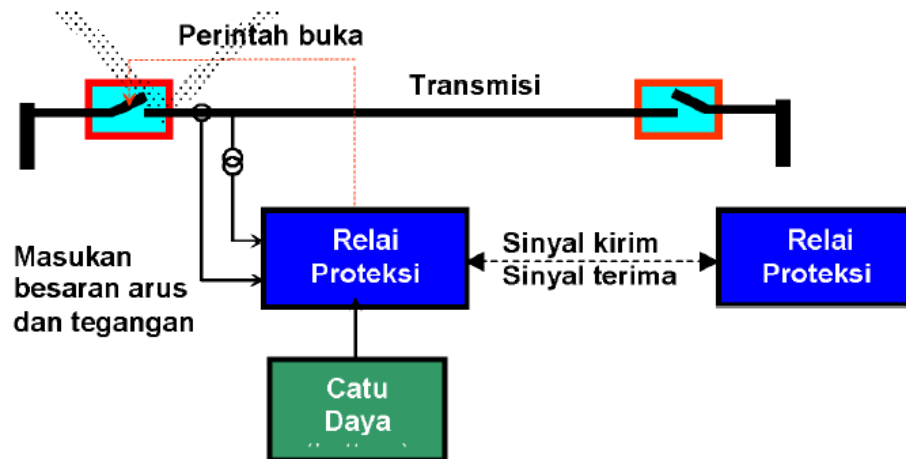 Perintah buka
Transmisi
Masukan
besaran arus
dan tegangan
Relai
Proteksi
Sinyal kirim
Sinyal terima
Relai
Proteksi
Catu
Daya